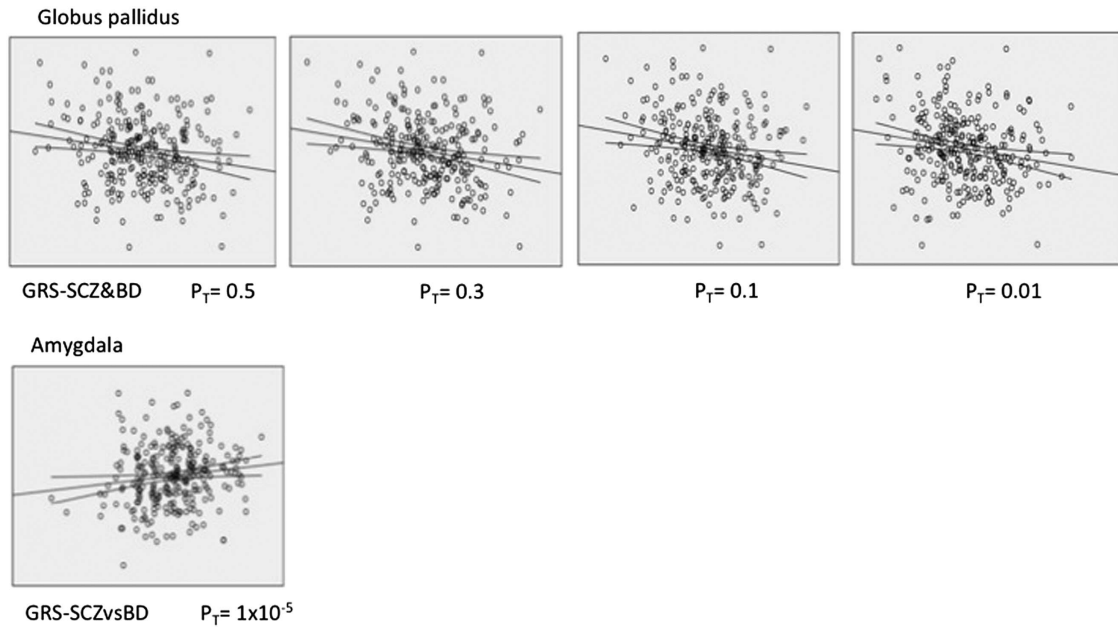 Globus pallidus
GRS-SCZ&BD P_T= 0.5 P_T= 0.3 P_T= 0.1 P_T= 0.01
Amygdala
GRS-SCZvsBD P_T= 1x10^-5